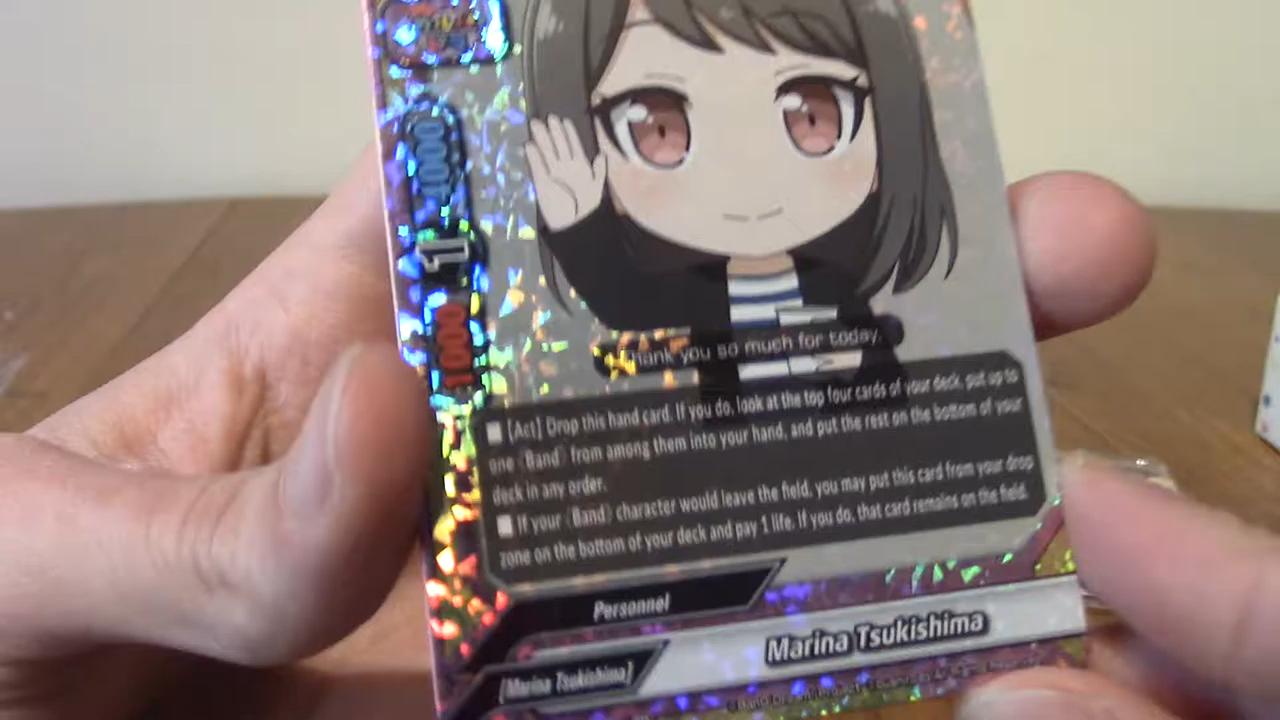 4000
1
1000
Thank you so much for today.
[Act] Drop this hand card. If you do, look at the top four cards of your deck, put up to
one《Band》from among them into your hand, and put the rest on the bottom of your
deck in any order.
If your《Band》character would leave the field, you may put this card from your drop
zone on the bottom of your deck and pay 1 life. If you do, that card remains on the field.
Personnel
Marina Tsukishima
[Marina Tsukishima]